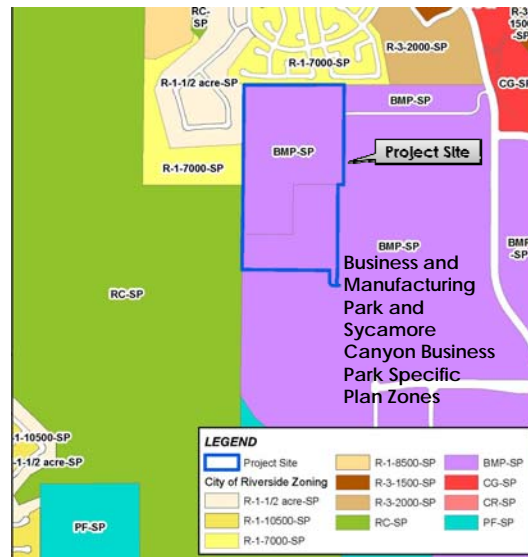 RC-SP
R-3-
1500
-SP
R-1-7000-SP
R-3-2000-SP
CG-SP
R-1-1/2 acre-SP
BMP-SP
BMP-SP
Project Site
R-1-7000-SP
BMP-SP
BMP
-SP
Business and
Manufacturing
Park and
Sycamore
Canyon Business
Park Specific
Plan Zones
RC-SP
-1-10500-SP
-1-1/2 acre-SP
PF-SP
LEGEND
Project Site
City of Riverside Zoning
R-1-1/2 acre-SP
R-1-10500-SP
R-1-7000-SP
R-1-8500-SP
R-3-1500-SP
R-3-2000-SP
RC-SP
BMP-SP
CG-SP
CR-SP
PF-SP